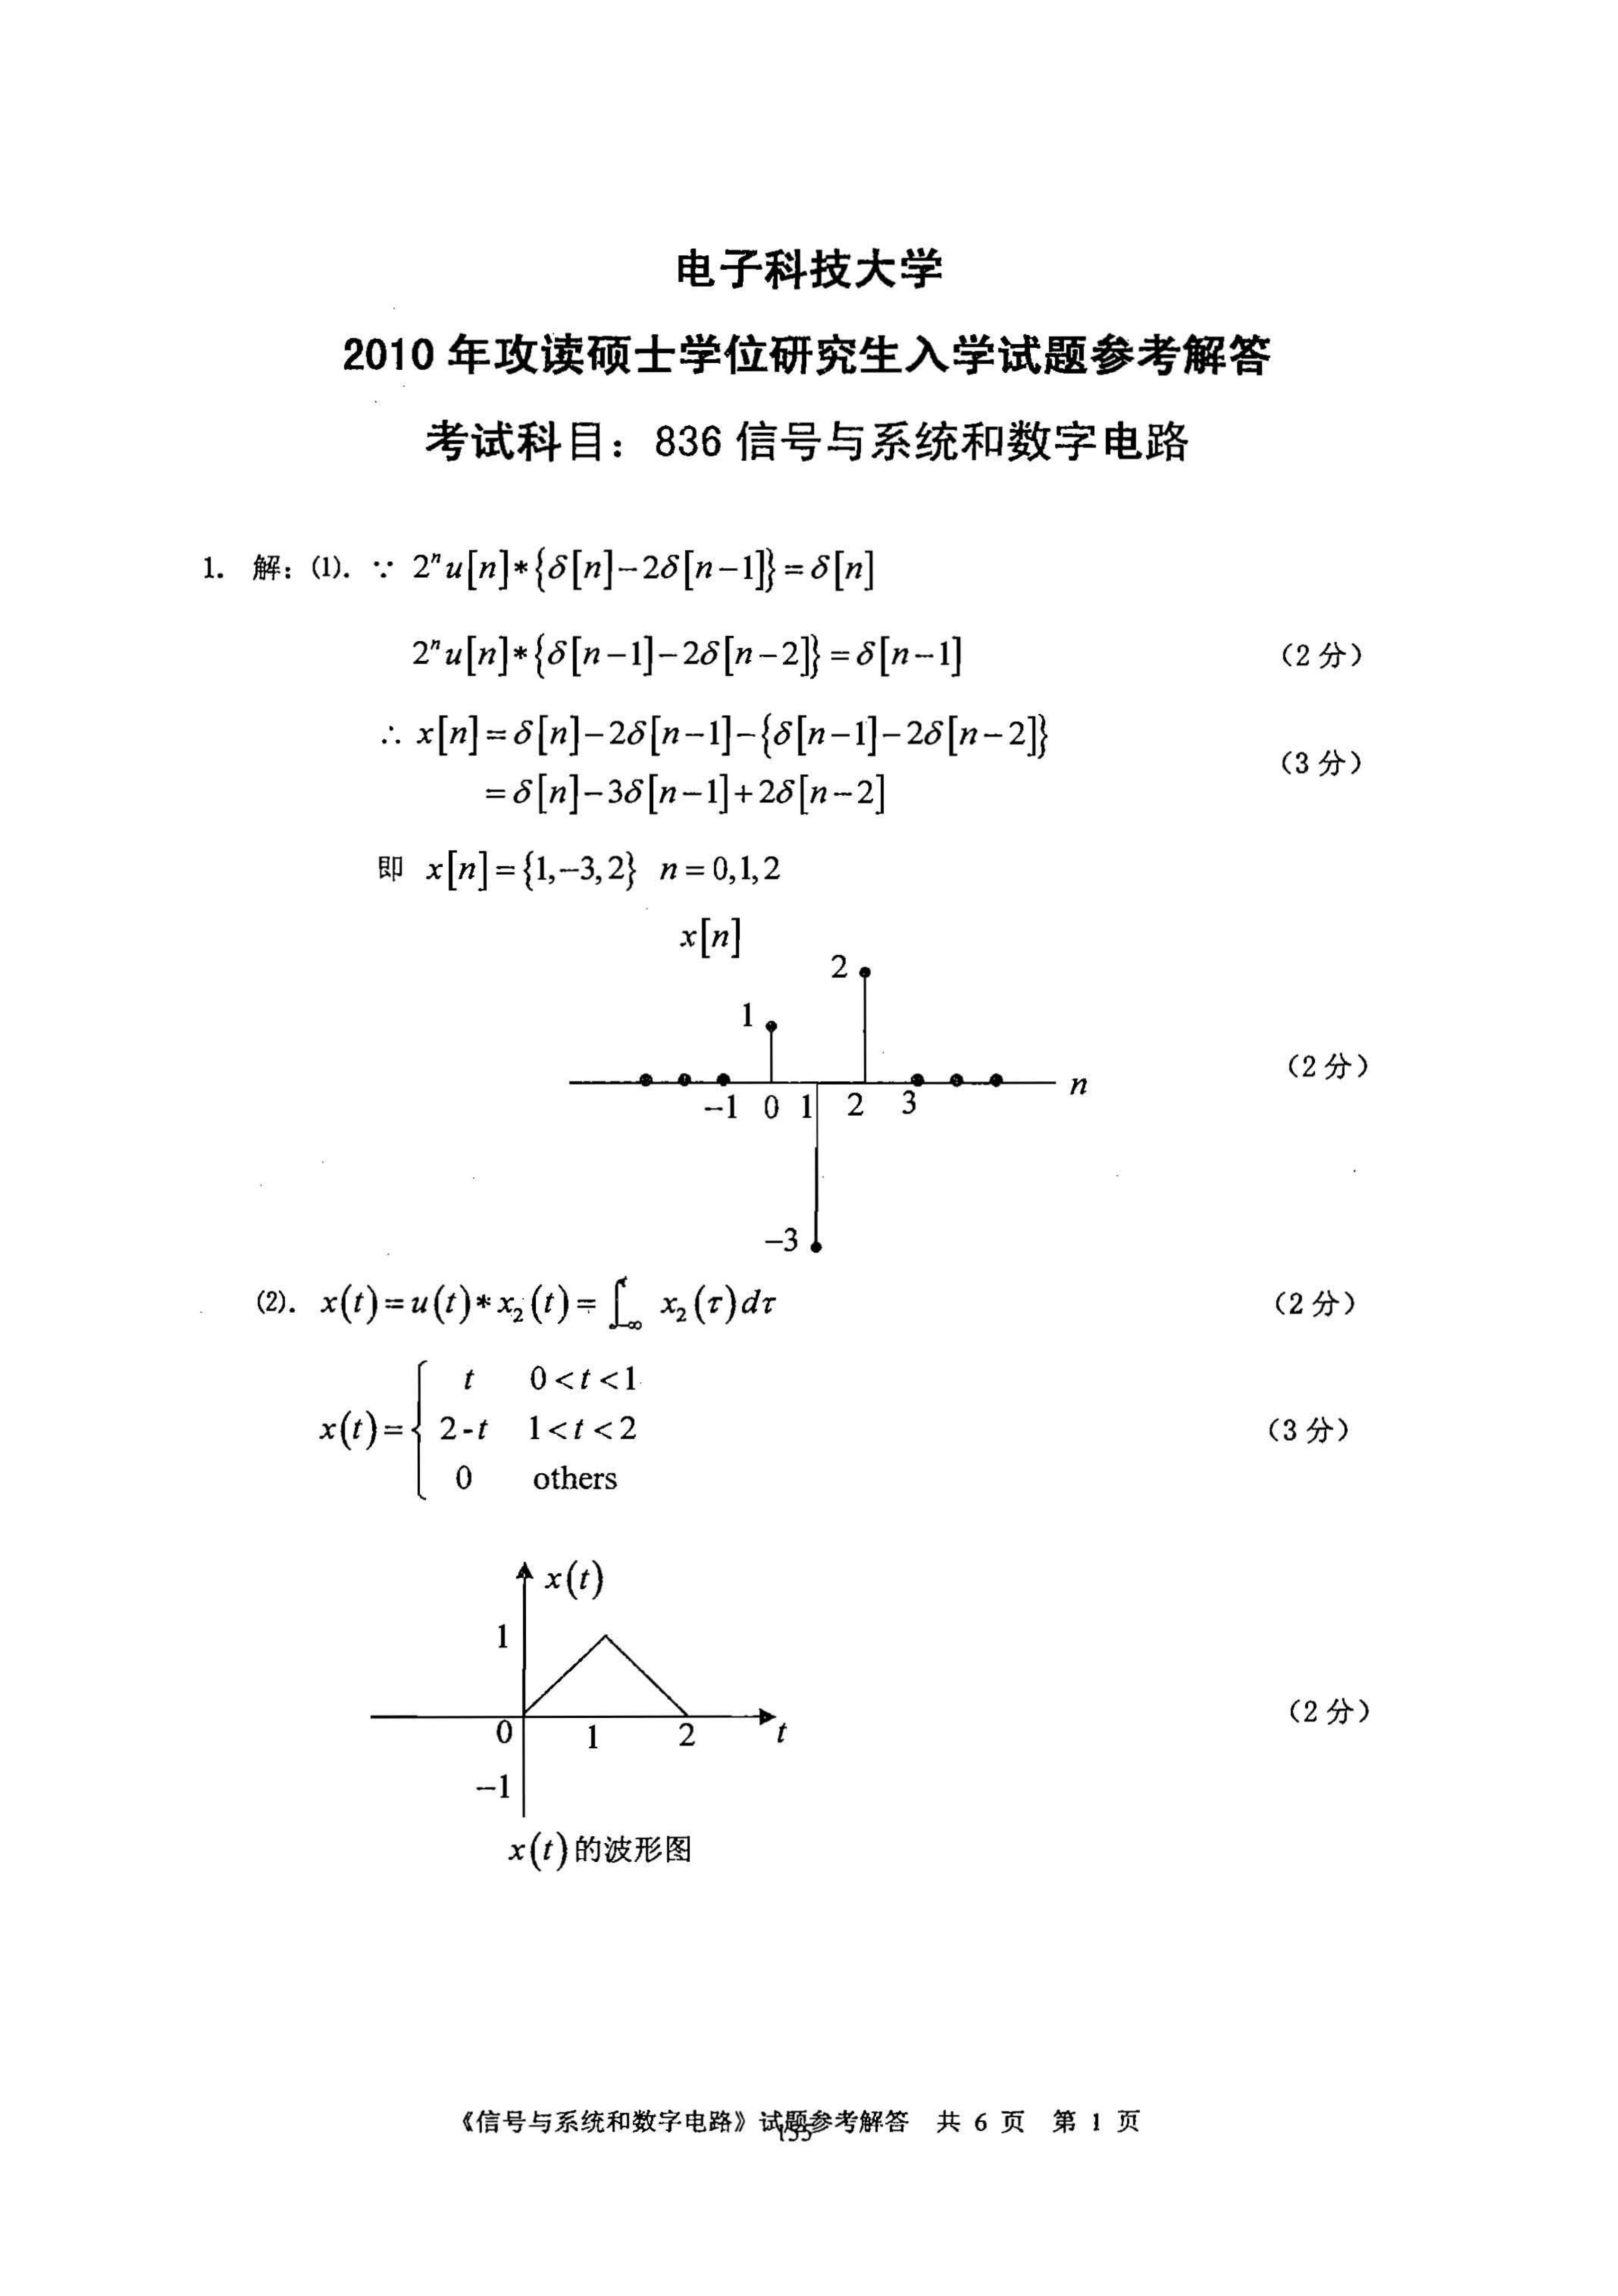 电子科技大学
2010 年攻读硕士学位研究生入学试题参考解答
考试科目：836 信号与系统和数字电路
1. 解：⑴. ∵ 2ⁿu[n]*{δ[n]−2δ[n−1]}=δ[n]
2ⁿu[n]*{δ[n−1]−2δ[n−2]}=δ[n−1] （2 分）
∴ x[n]=δ[n]−2δ[n−1]−{δ[n−1]−2δ[n−2]}
=δ[n]−3δ[n−1]+2δ[n−2] （3 分）
即 x[n]={1,−3,2} n=0,1,2
x[n]
2
1
（2 分）
n
−1 0 1 2 3
−3
⑵. x(t)=u(t)*x₂(t)=∫_{−∞}^{t} x₂(τ)dτ （2 分）
t 0<t<1
x(t)={ 2-t 1<t<2 （3 分）
0 others
x(t)
1
（2 分）
0 1 2 t
−1
x(t)的波形图
《信号与系统和数字电路》试题参考解答 共 6 页 第 1 页
155